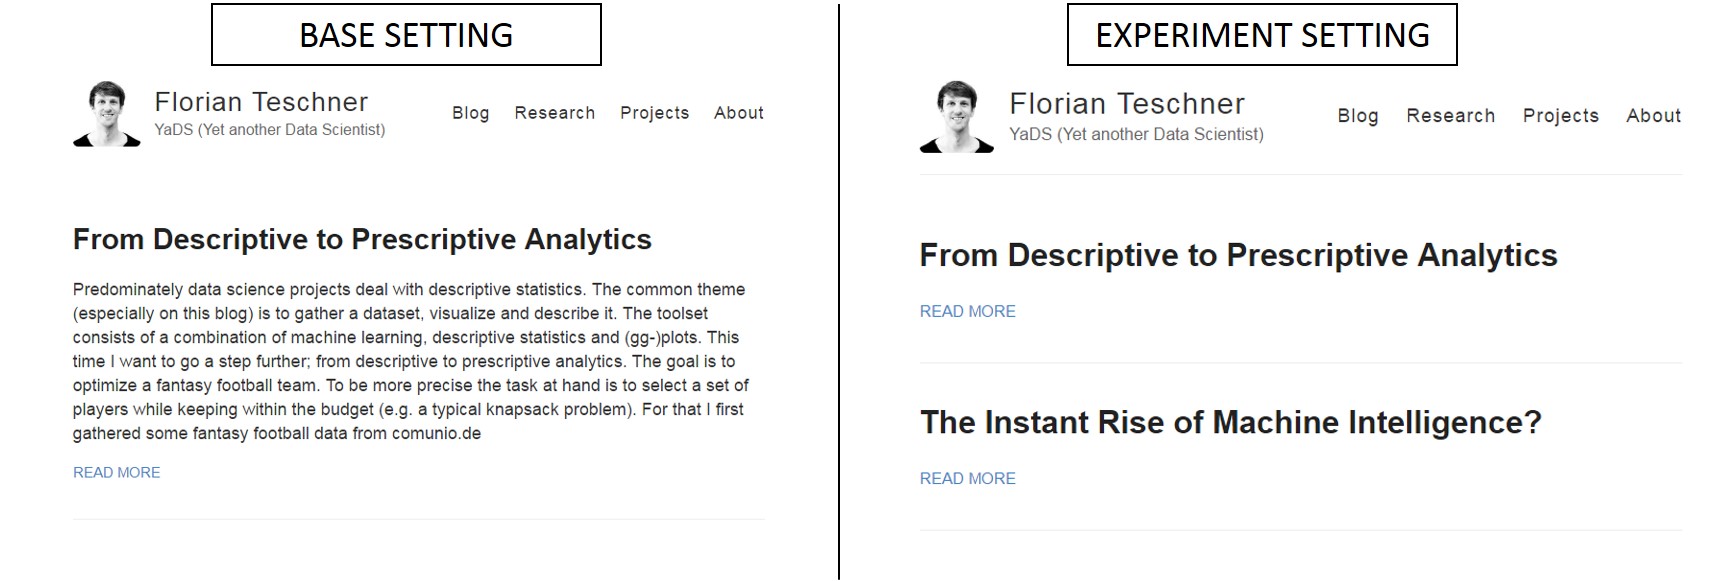 BASE SETTING
Florian Teschner
YaDS (Yet another Data Scientist)
Blog Research Projects About
From Descriptive to Prescriptive Analytics
Predominately data science projects deal with descriptive statistics. The common theme
(especially on this blog) is to gather a dataset, visualize and describe it. The toolset
consists of a combination of machine learning, descriptive statistics and (gg-)plots. This
time I want to go a step further; from descriptive to prescriptive analytics. The goal is to
optimize a fantasy football team. To be more precise the task at hand is to select a set of
players while keeping within the budget (e.g. a typical knapsack problem). For that I first
gathered some fantasy football data from comunio.de
READ MORE
EXPERIMENT SETTING
Florian Teschner
YaDS (Yet another Data Scientist)
Blog Research Projects About
From Descriptive to Prescriptive Analytics
READ MORE
The Instant Rise of Machine Intelligence?
READ MORE